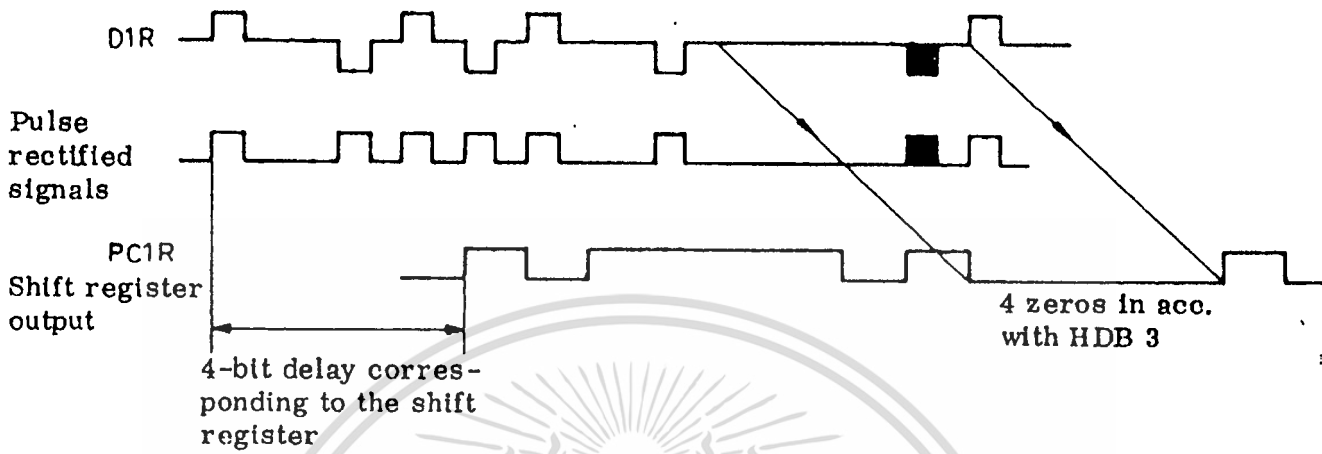 D1R
Pulse
rectified
signals
PC1R
Shift register
output
4 zeros in acc.
with HDB 3
4-bit delay corres-
ponding to the shift
register